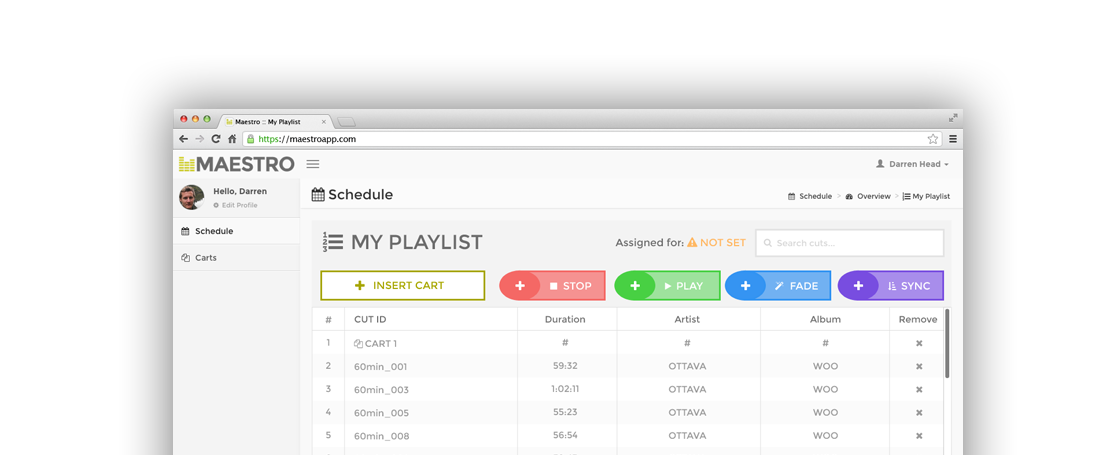 Maestro :: My Playlist
https://maestroapp.com
MAESTRO
Darren Head
Hello, Darren
Edit Profile
Schedule
Carts
Schedule
Schedule > Overview > My Playlist
MY PLAYLIST
Assigned for: NOT SET
Search cuts...
INSERT CART
STOP
PLAY
FADE
SYNC
# CUT ID Duration Artist Album Remove
1 CART 1 # # #
2 60min_001 59:32 OTTAVA WOO
3 60min_003 1:02:11 OTTAVA WOO
4 60min_005 55:23 OTTAVA WOO
5 60min_008 56:54 OTTAVA WOO